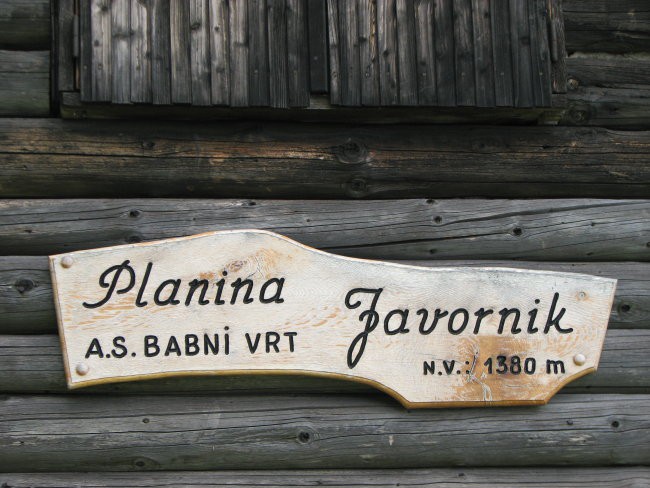 Planina
A.S. BABNi VRT
Javornik
N.V.: 1380 m